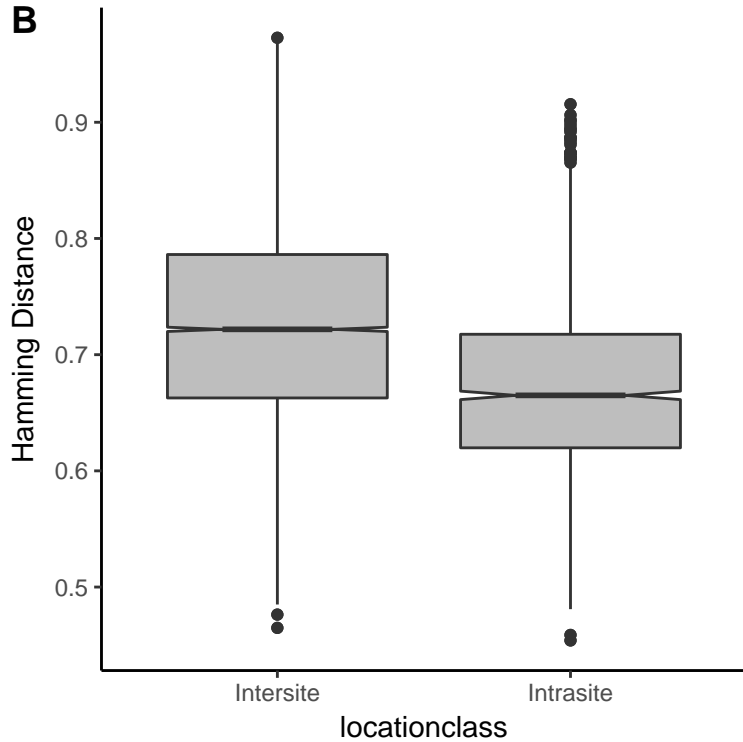 B
Hamming Distance
0.9
0.8
0.7
0.6
0.5
Intersite Intrasite
locationclass